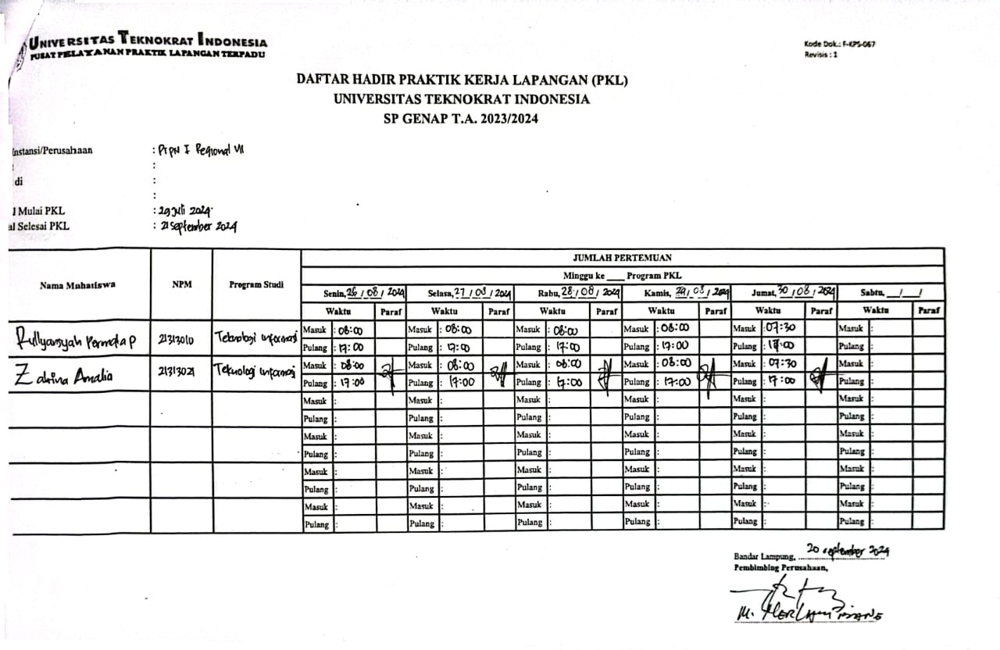 UNIVERSITAS TEKNOKRAT INDONESIA
PUSAT PELAYANAN PRAKTIK LAPANGAN TERPADU
Kode Dok.: F-KPS-067
Revisis : 1
DAFTAR HADIR PRAKTIK KERJA LAPANGAN (PKL)
UNIVERSITAS TEKNOKRAT INDONESIA
SP GENAP T.A. 2023/2024
Instansi/Perusahaan : PTPN I Regional VII
:
di :
:
l Mulai PKL : 29 Juli 2024
al Selesai PKL : 21 September 2024
JUMLAH PERTEMUAN
Minggu ke ___ Program PKL
Nama Mahasiswa NPM Program Studi
Senin, 26/08/2024 Selasa, 27/08/2024 Rabu, 28/08/2024 Kamis, 29/08/2024 Jumat, 30/08/2024 Sabtu, __/__/
Waktu Paraf Waktu Paraf Waktu Paraf Waktu Paraf Waktu Paraf Waktu Paraf
Rullyansyah Permata P 21313010 Teknologi Informasi
Masuk : 08:00 Masuk : 08:00 Masuk : 08:00 Masuk : 08:00 Masuk : 07:30 Masuk :
Pulang : 17:00 Pulang : 17:00 Pulang : 17:00 Pulang : 17:00 Pulang : 17:00 Pulang :
Zahrina Amalia 21313021 Teknologi Informasi
Masuk : 08:00 Masuk : 08:00 Masuk : 08:00 Masuk : 08:00 Masuk : 07:30 Masuk :
Pulang : 17:00 Pulang : 17:00 Pulang : 17:00 Pulang : 17:00 Pulang : 17:00 Pulang :
Masuk : Masuk : Masuk : Masuk : Masuk : Masuk :
Pulang : Pulang : Pulang : Pulang : Pulang : Pulang :
Masuk : Masuk : Masuk : Masuk : Masuk : Masuk :
Pulang : Pulang : Pulang : Pulang : Pulang : Pulang :
Masuk : Masuk : Masuk : Masuk : Masuk : Masuk :
Pulang : Pulang : Pulang : Pulang : Pulang : Pulang :
Masuk : Masuk : Masuk : Masuk : Masuk : Masuk :
Pulang : Pulang : Pulang : Pulang : Pulang : Pulang :
Bandar Lampung, 20 September 2024
Pembimbing Perusahaan,
M.